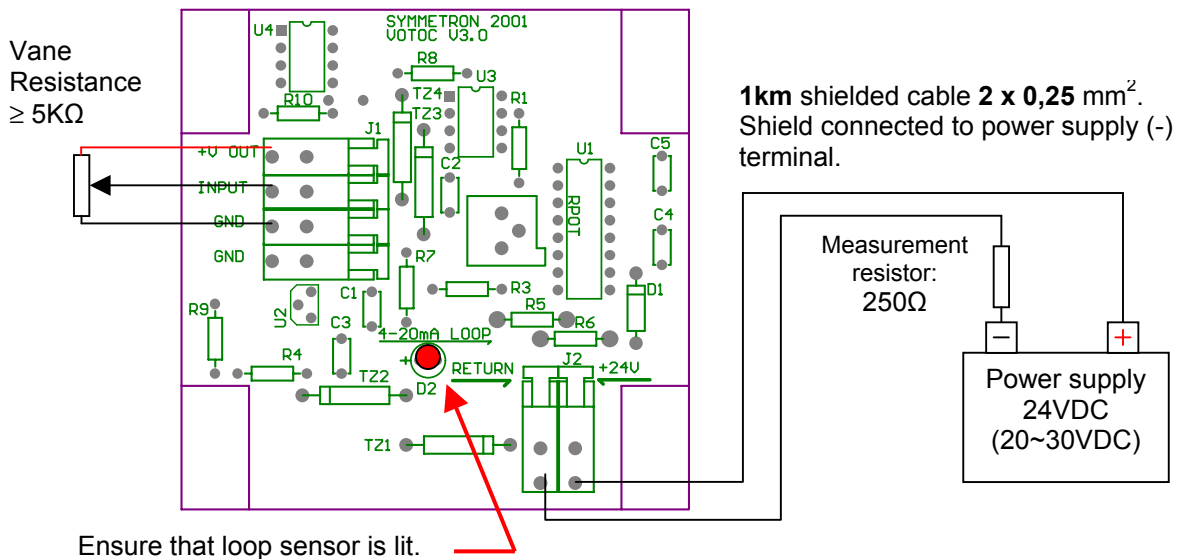 Vane
Resistance
≥ 5KΩ
SYMMETRON 2001
VOTOC V3.0
U4
R8
U3
TZ4
R10
TZ3
R1
J1
+V OUT
INPUT
GND
GND
C2
U1
RPOT
C5
C4
R7
R3
D1
R5
R6
R9
U2
C1
C3
4-20mA LOOP
+
R4
TZ2
D2
RETURN
J2
+24V
TZ1
1km shielded cable 2 x 0,25 mm².
Shield connected to power supply (-)
terminal.
Measurement
resistor:
250Ω
− +
Power supply
24VDC
(20~30VDC)
Ensure that loop sensor is lit.